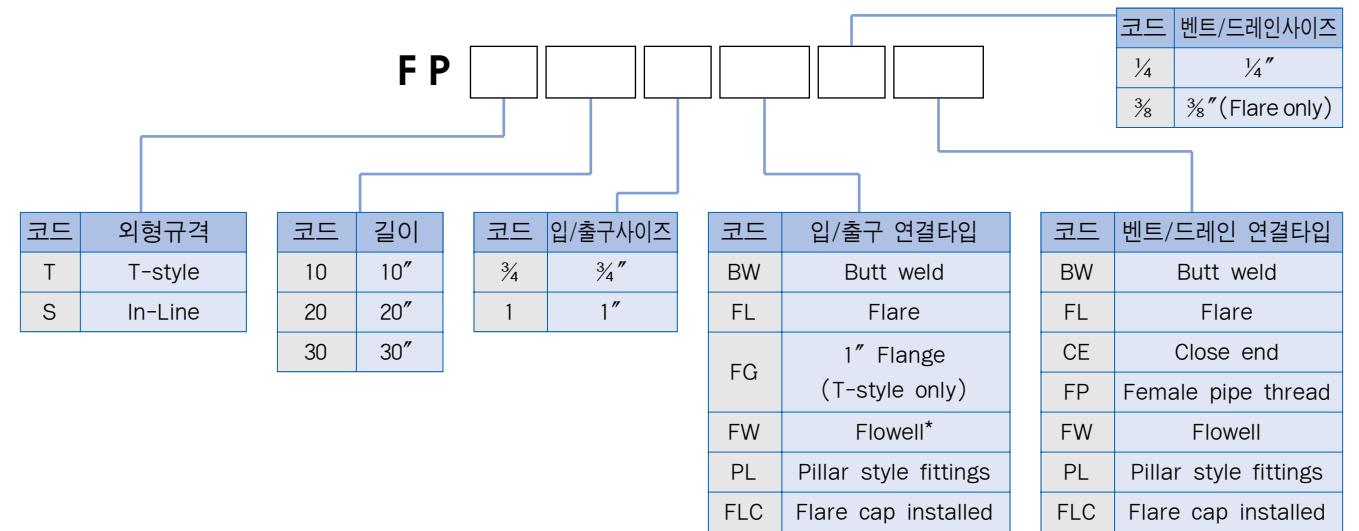 코드 벤트/드레인사이즈
¼ ¼″
⅜ ⅜″(Flare only)
FP
코드 외형규격
T T-style
S In-Line
코드 길이
10 10″
20 20″
30 30″
코드 입/출구사이즈
¾ ¾″
1 1″
코드 입/출구 연결타입
BW Butt weld
FL Flare
FG 1″ Flange
(T-style only)
FW Flowell*
PL Pillar style fittings
FLC Flare cap installed
코드 벤트/드레인 연결타입
BW Butt weld
FL Flare
CE Close end
FP Female pipe thread
FW Flowell
PL Pillar style fittings
FLC Flare cap installed